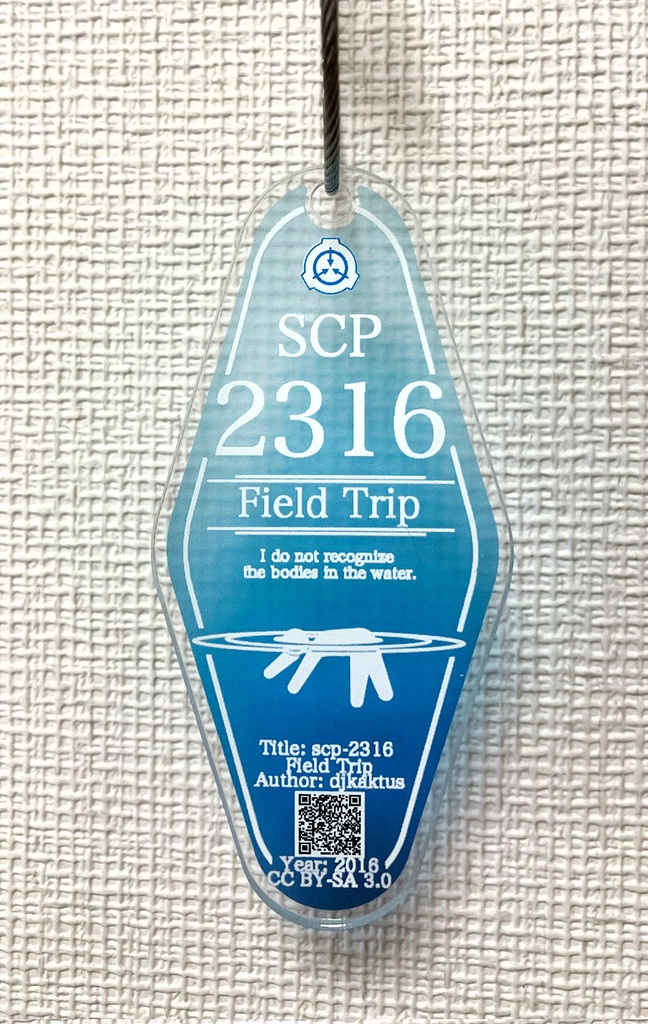 SCP
2316
Field Trip
I do not recognize
the bodies in the water.
Title: scp-2316
Field Trip
Author: djkaktus
Year: 2016
CC BY-SA 3.0